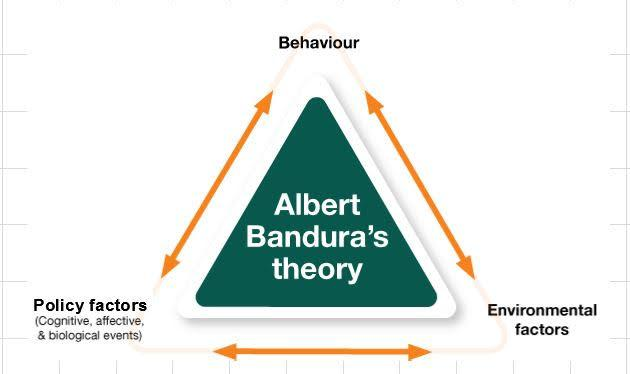 Behaviour
Albert
Bandura's
theory
Policy factors
(Cognitive, affective,
& biological events)
Environmental
factors